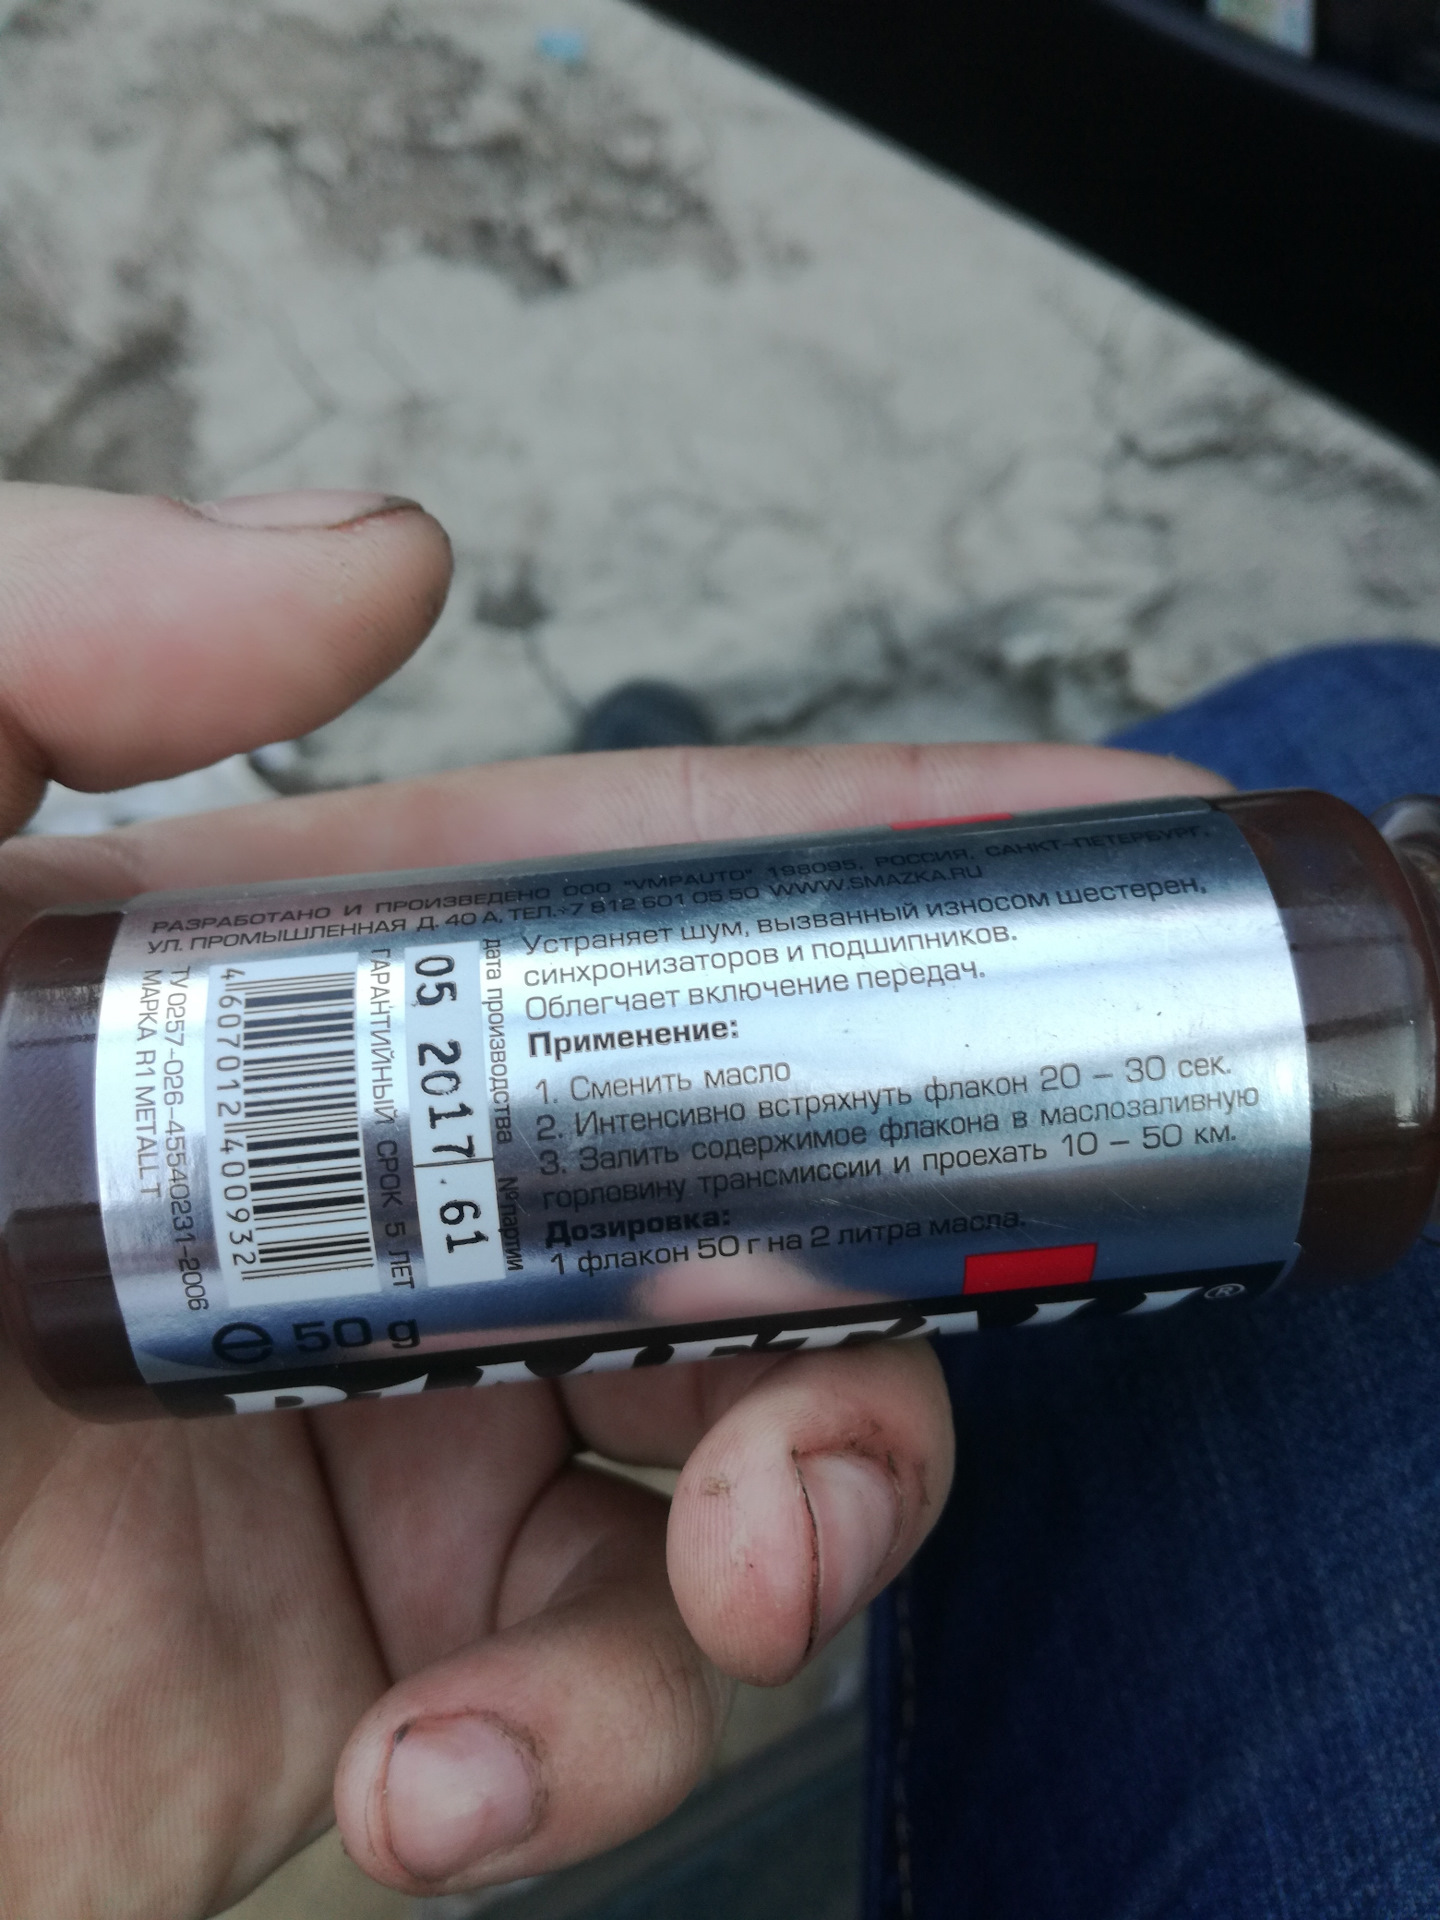 РАЗРАБОТАНО И ПРОИЗВЕДЕНО ООО "VMPAUTO" 198095, РОССИЯ, САНКТ-ПЕТЕРБУРГ,
УЛ. ПРОМЫШЛЕННАЯ Д. 40 А, ТЕЛ.+7 812 601 05 50 WWW.SMAZKA.RU
Устраняет шум, вызванный износом шестерен,
синхронизаторов и подшипников.
Облегчает включение передач.
Применение:
1. Сменить масло
2. Интенсивно встряхнуть флакон 20 – 30 сек.
3. Залить содержимое флакона в маслозаливную
горловину трансмиссии и проехать 10 – 50 км.
Дозировка:
1 флакон 50 г на 2 литра масла.
дата производства № партии
05 2017 61
ГАРАНТИЙНЫЙ СРОК 5 ЛЕТ
4 607012 400932
ТУ 0257-026-45540231-2006
МАРКА R1 METALL T
℮ 50 g